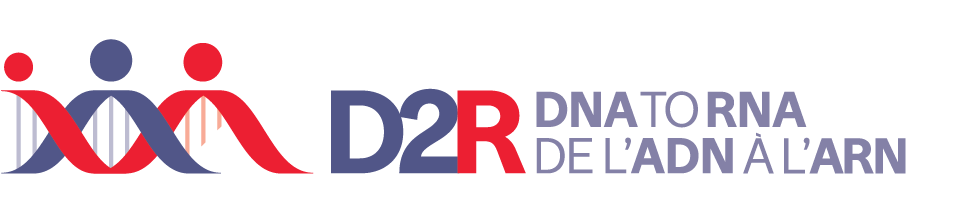 D2R
DNA TO RNA
DE L'ADN À L'ARN